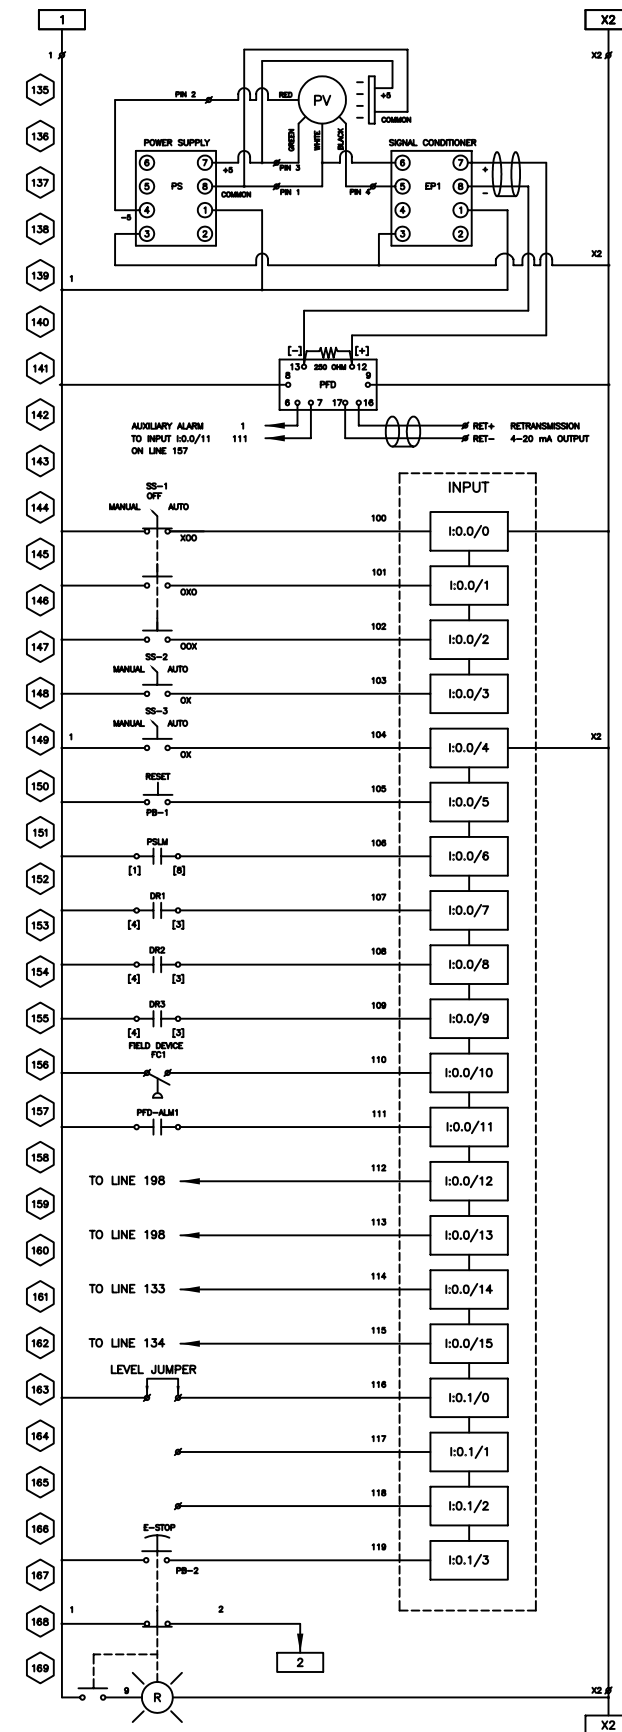 1 X2
1 X2
135
PIN 2 RED PV +5
COMMON
136
GREEN WHITE BLACK
POWER SUPPLY SIGNAL CONDITIONER
6 7 +5 PIN 3 6 7 +
137
5 PS 8 COMMON PIN 1 PIN 4 5 EP1 8 -
-5 4 1 4 1
138
3 2 3 2
X2
139
1
140
[-] [+]
13 250 OHM 12
141
8 PFD 9
6 7 17 16
142
AUXILIARY ALARM 1 RET+ RETRANSMISSION
TO INPUT I:0.0/11 111 RET- 4-20 mA OUTPUT
ON LINE 157
143
INPUT
SS-1
OFF
144
MANUAL AUTO
100
XOO I:0.0/0
145
101
OXO I:0.0/1
146
102
OOX I:0.0/2
147
SS-2
MANUAL AUTO
103
148
OX I:0.0/3
SS-3
MANUAL AUTO
149
1 104 X2
OX I:0.0/4
RESET
150
105
PB-1 I:0.0/5
151
PSLM 106
I:0.0/6
[1] [8]
152
DR1 107
I:0.0/7
[4] [3]
153
DR2 108
I:0.0/8
[4] [3]
154
DR3 109
155
I:0.0/9
[4] [3]
FIELD DEVICE
FC1
110
156
I:0.0/10
157
PFD-ALM1 111
I:0.0/11
158
112
TO LINE 198 I:0.0/12
159
113
TO LINE 198 I:0.0/13
160
114
TO LINE 133 I:0.0/14
161
115
162
TO LINE 134 I:0.0/15
LEVEL JUMPER
163
116
I:0.1/0
164
117
I:0.1/1
165
118
I:0.1/2
166
E-STOP
119
I:0.1/3
PB-2
167
1 2
168
2
169
9 R X2
X2